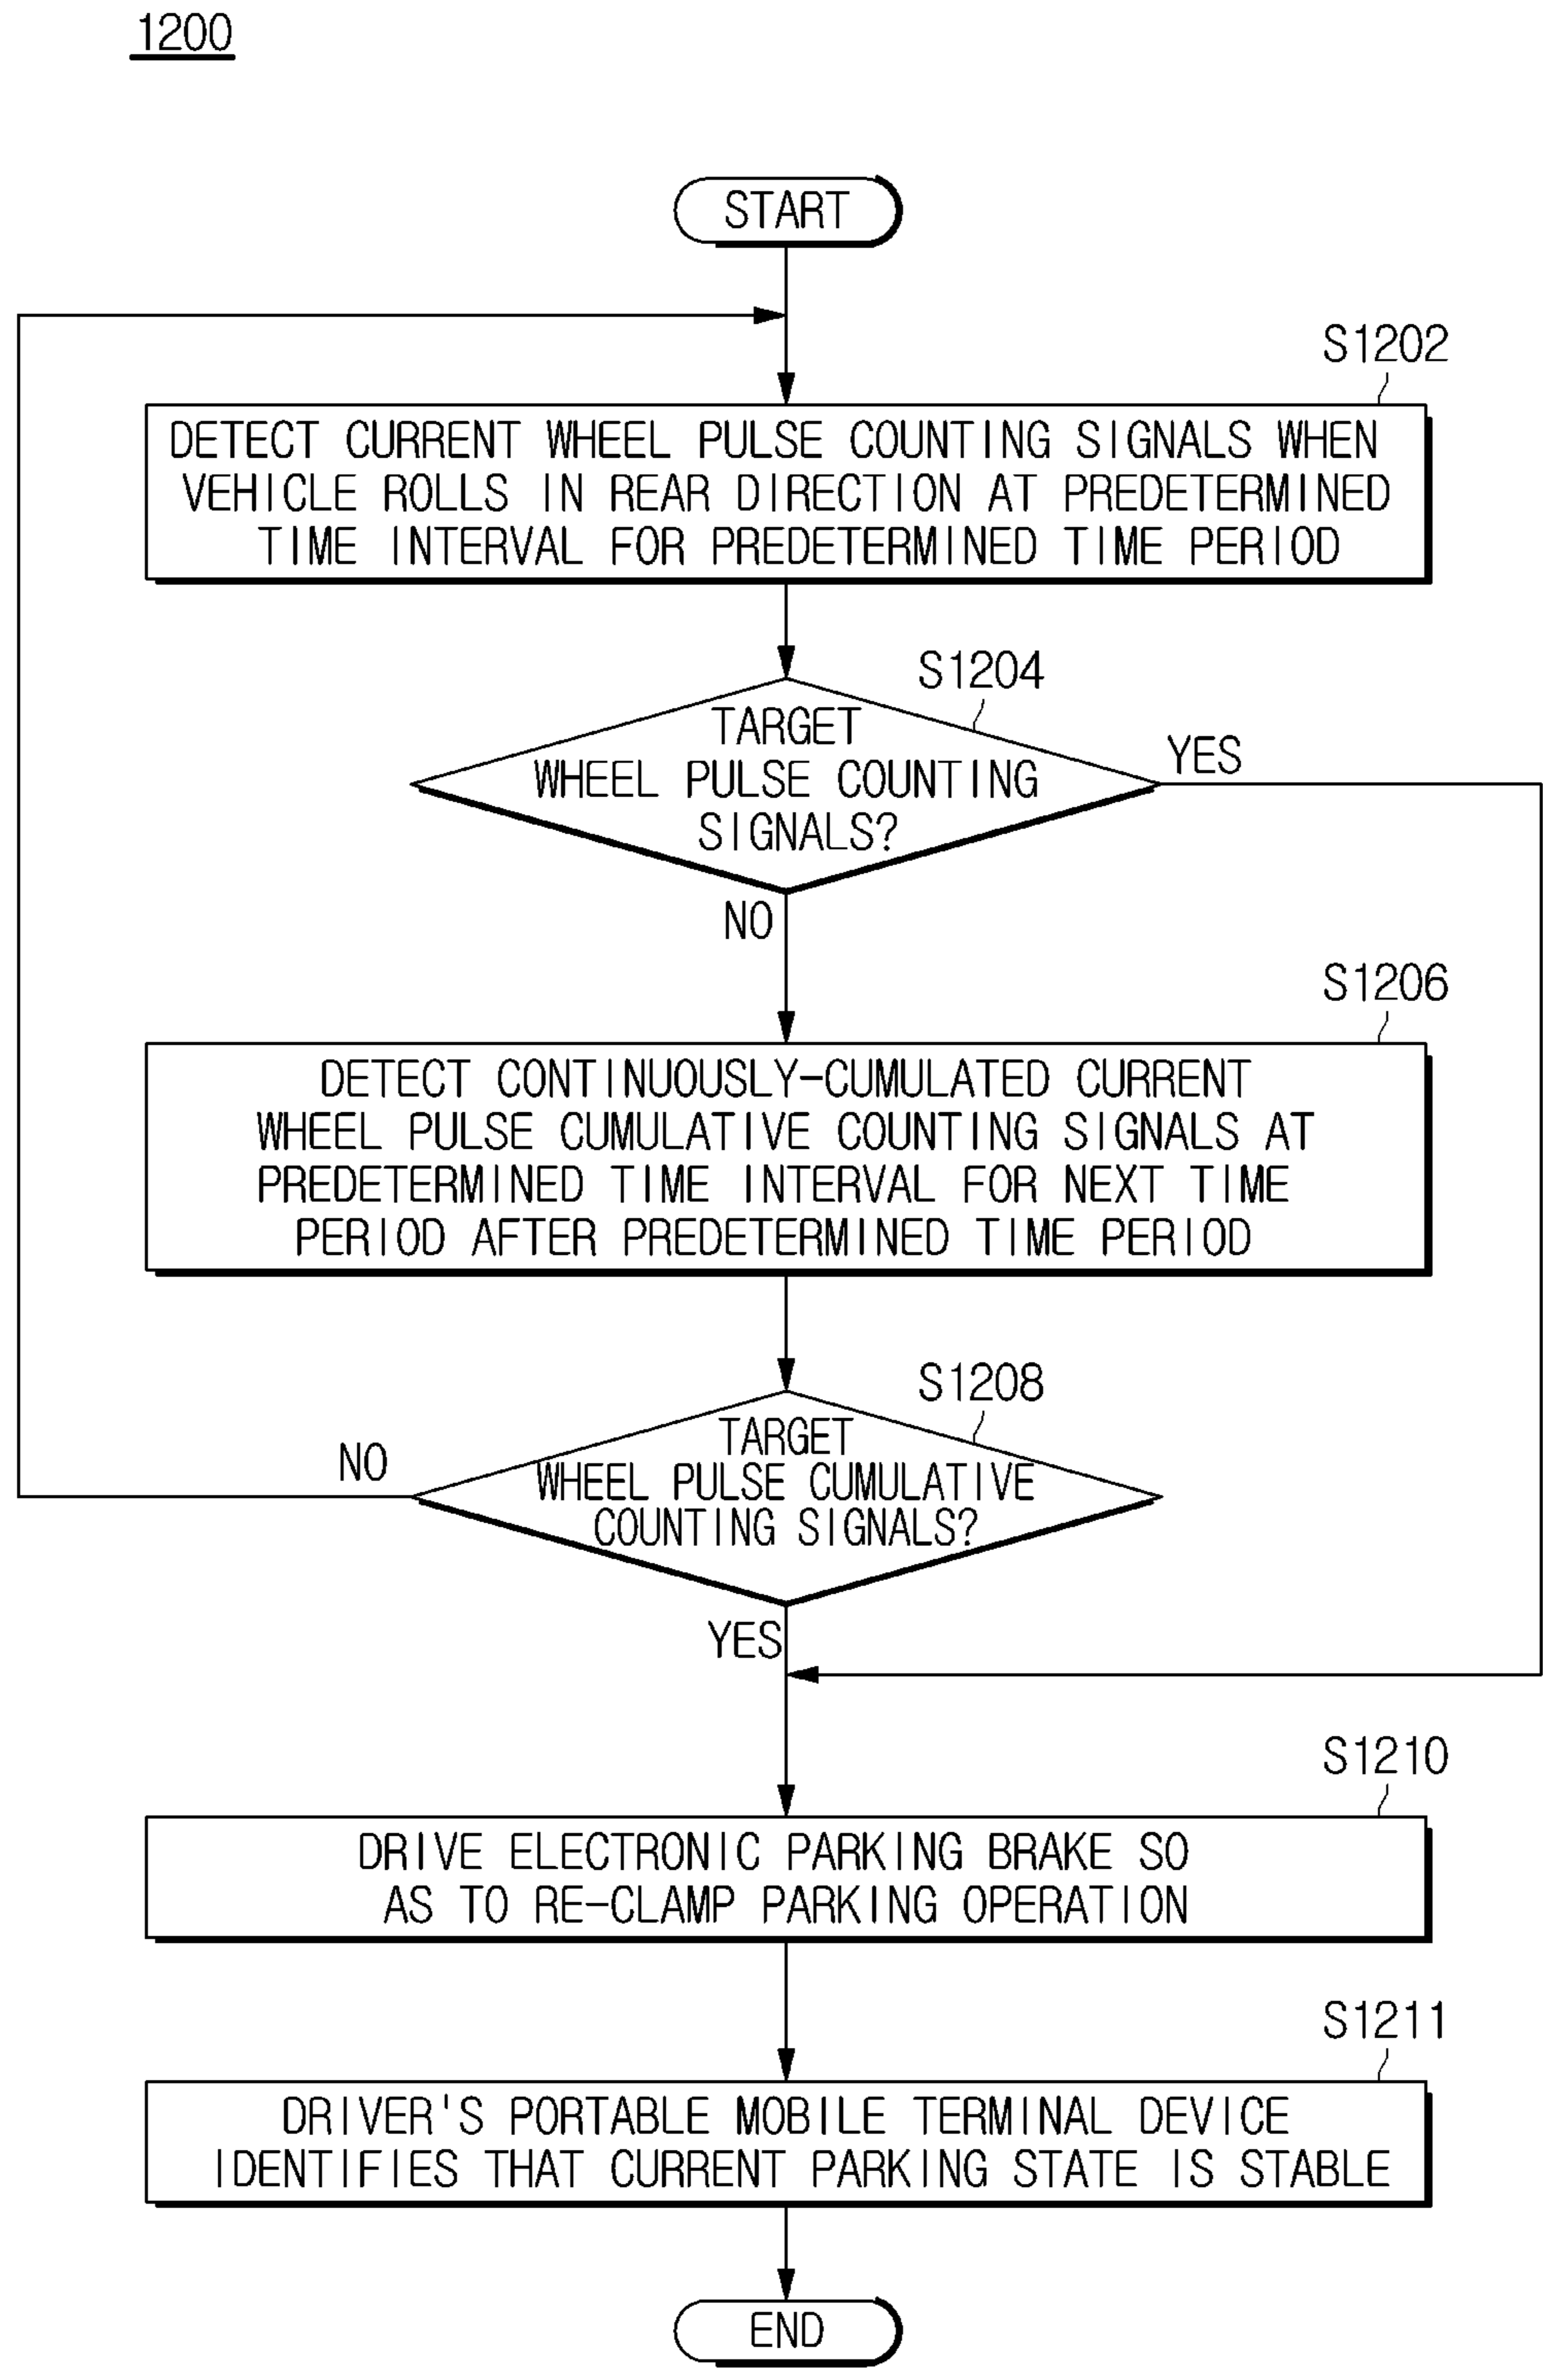 1200
START
S1202
DETECT CURRENT WHEEL PULSE COUNTING SIGNALS WHEN
VEHICLE ROLLS IN REAR DIRECTION AT PREDETERMINED
TIME INTERVAL FOR PREDETERMINED TIME PERIOD
S1204
TARGET
WHEEL PULSE COUNTING
SIGNALS?
YES
NO
S1206
DETECT CONTINUOUSLY-CUMULATED CURRENT
WHEEL PULSE CUMULATIVE COUNTING SIGNALS AT
PREDETERMINED TIME INTERVAL FOR NEXT TIME
PERIOD AFTER PREDETERMINED TIME PERIOD
S1208
TARGET
WHEEL PULSE CUMULATIVE
COUNTING SIGNALS?
NO
YES
S1210
DRIVE ELECTRONIC PARKING BRAKE SO
AS TO RE-CLAMP PARKING OPERATION
S1211
DRIVER'S PORTABLE MOBILE TERMINAL DEVICE
IDENTIFIES THAT CURRENT PARKING STATE IS STABLE
END